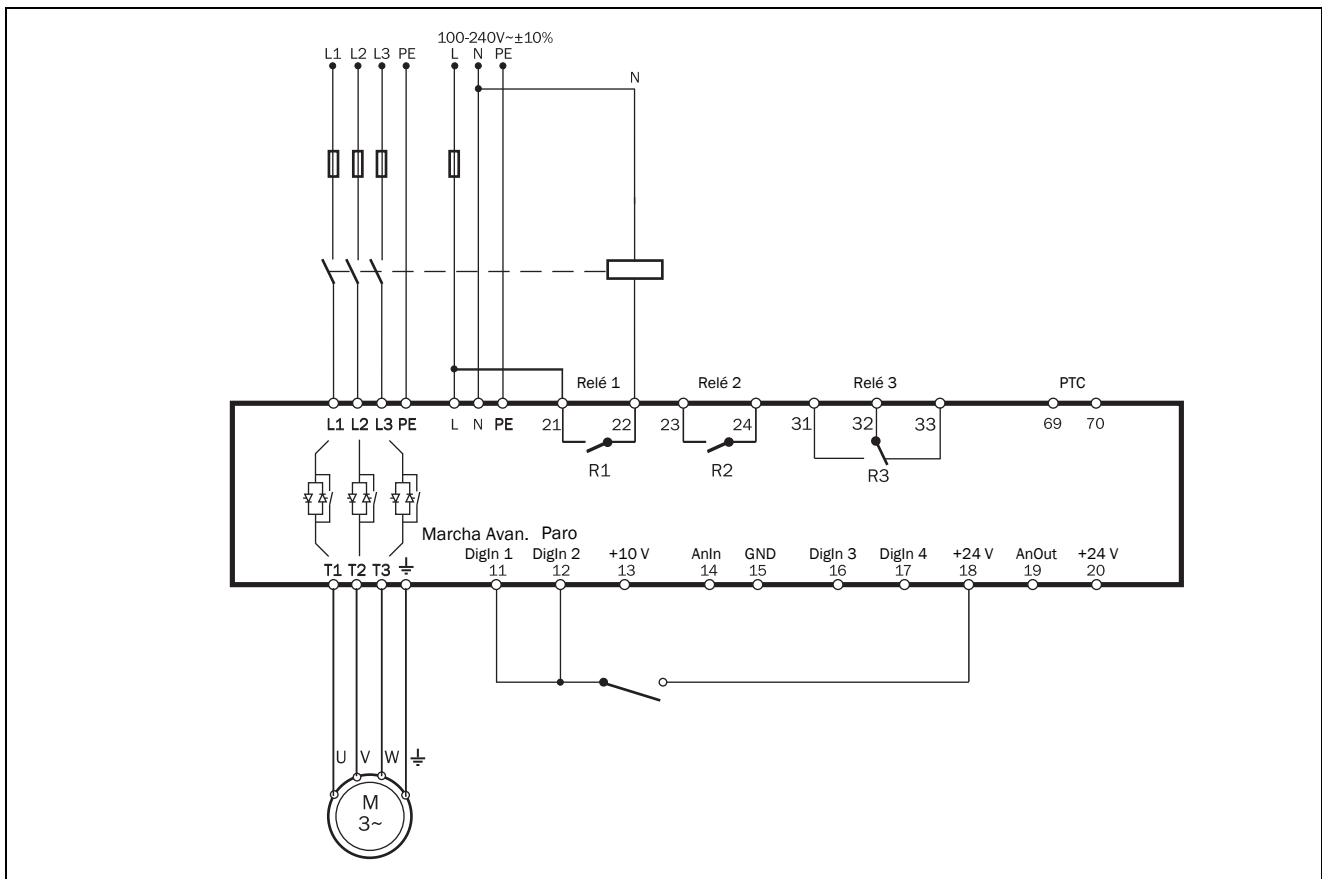 100-240V~±10%
L1 L2 L3 PE L N PE
N
Relé 1 Relé 2 Relé 3 PTC
L1 L2 L3 PE L N PE 21 22 23 24 31 32 33 69 70
R1 R2 R3
Marcha Avan. Paro
DigIn 1 DigIn 2 +10 V AnIn GND DigIn 3 DigIn 4 +24 V AnOut +24 V
T1 T2 T3 11 12 13 14 15 16 17 18 19 20
U V W
M
3~